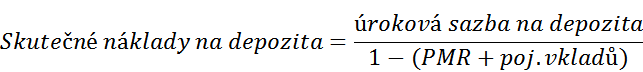 Skutečné náklady na depozita = úroková sazba na depozita / 1 − (PMR + poj. vkladů)